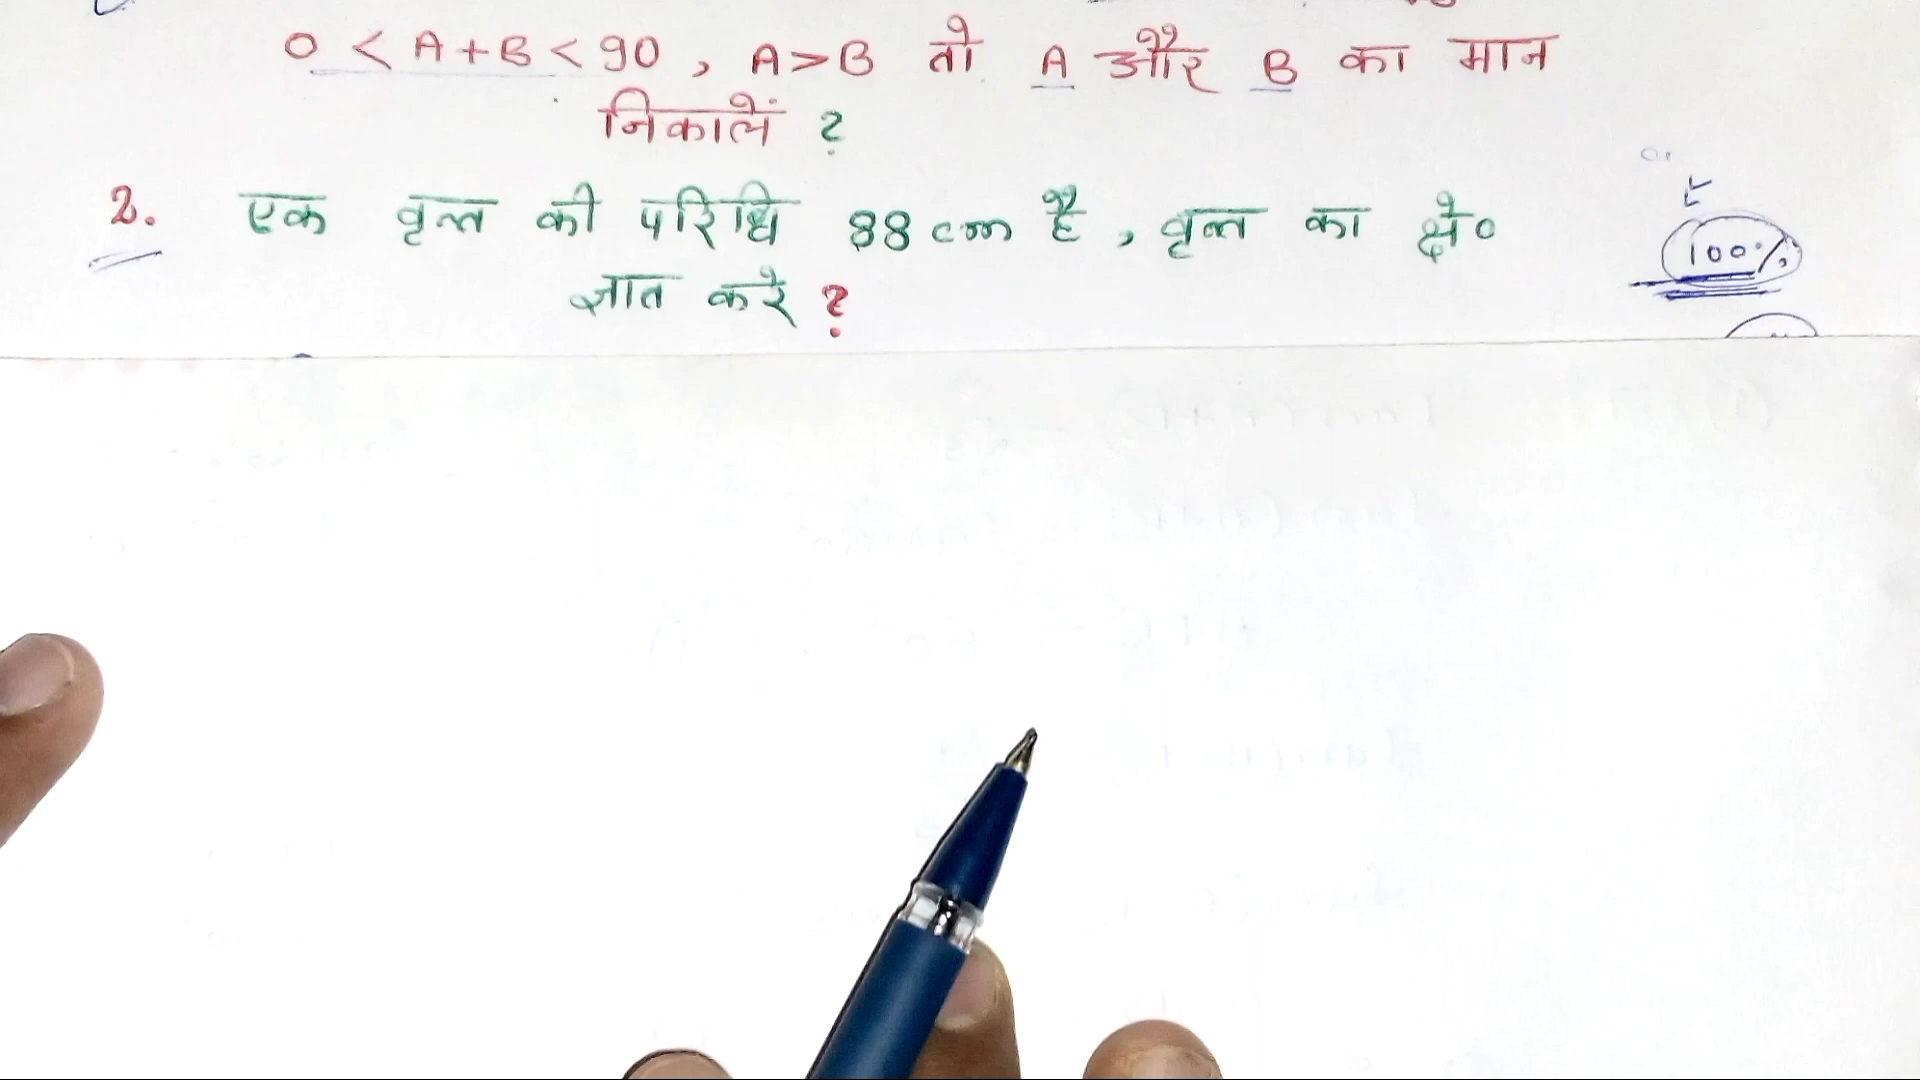 0 < A+B < 90, A>B तो A और B का मान
निकालें ?
2. एक वृत्त की परिधि 88 cm है, वृत्त का क्षे०
ज्ञात करे ?
100%